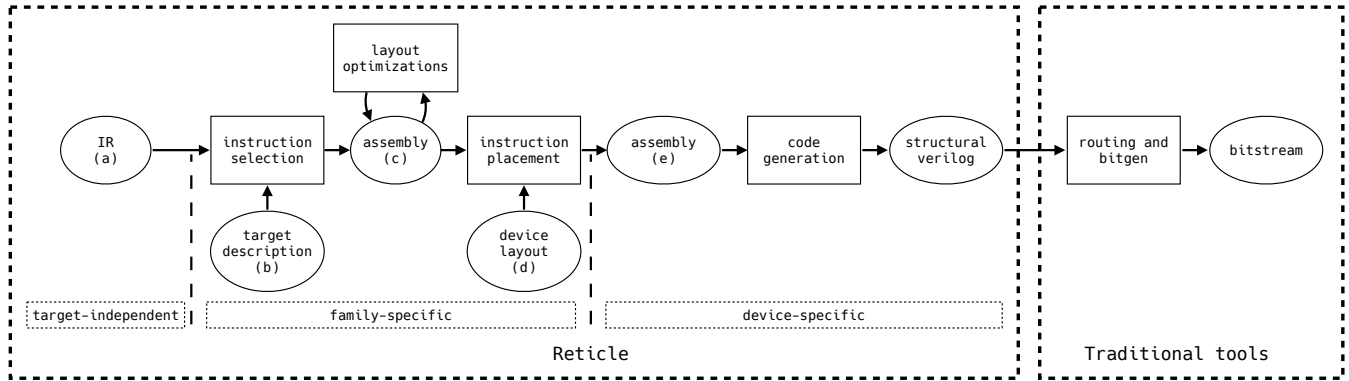 layout
optimizations
IR
(a)
instruction
selection
assembly
(c)
instruction
placement
assembly
(e)
code
generation
structural
verilog
routing and
bitgen
bitstream
target
description
(b)
device
layout
(d)
target-independent
family-specific
device-specific
Reticle
Traditional tools